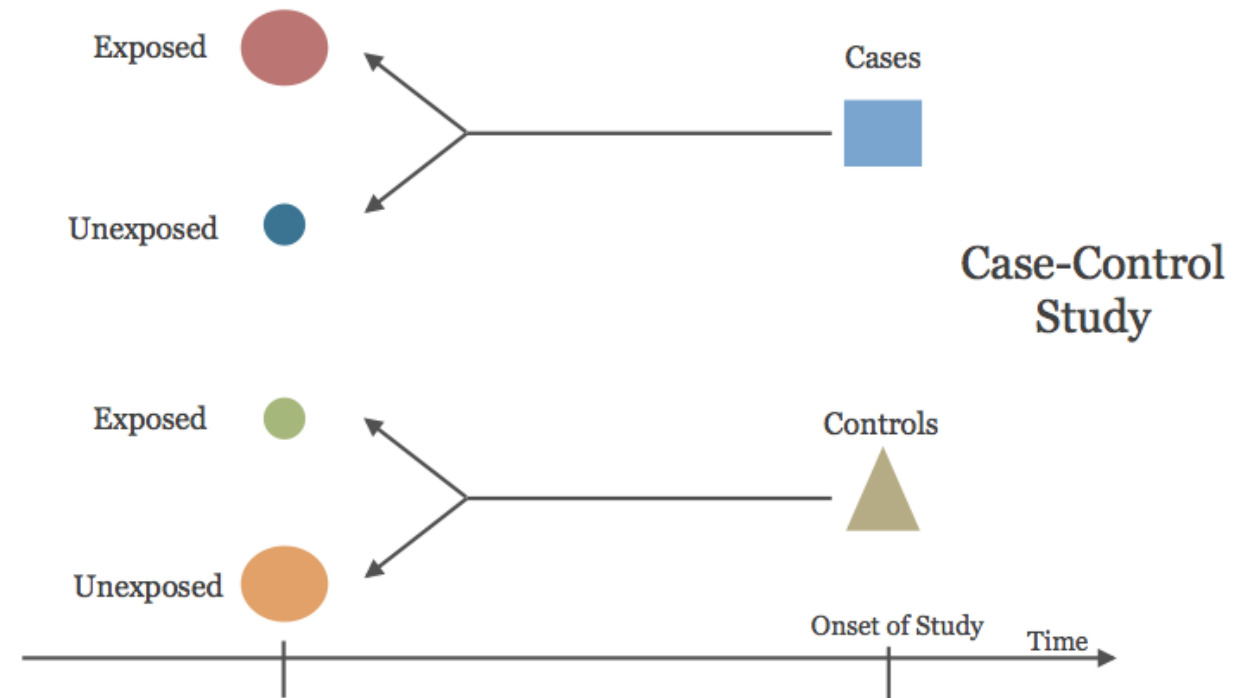 Exposed
Cases
Unexposed
Case-Control
Study
Exposed
Controls
Unexposed
Onset of Study
Time